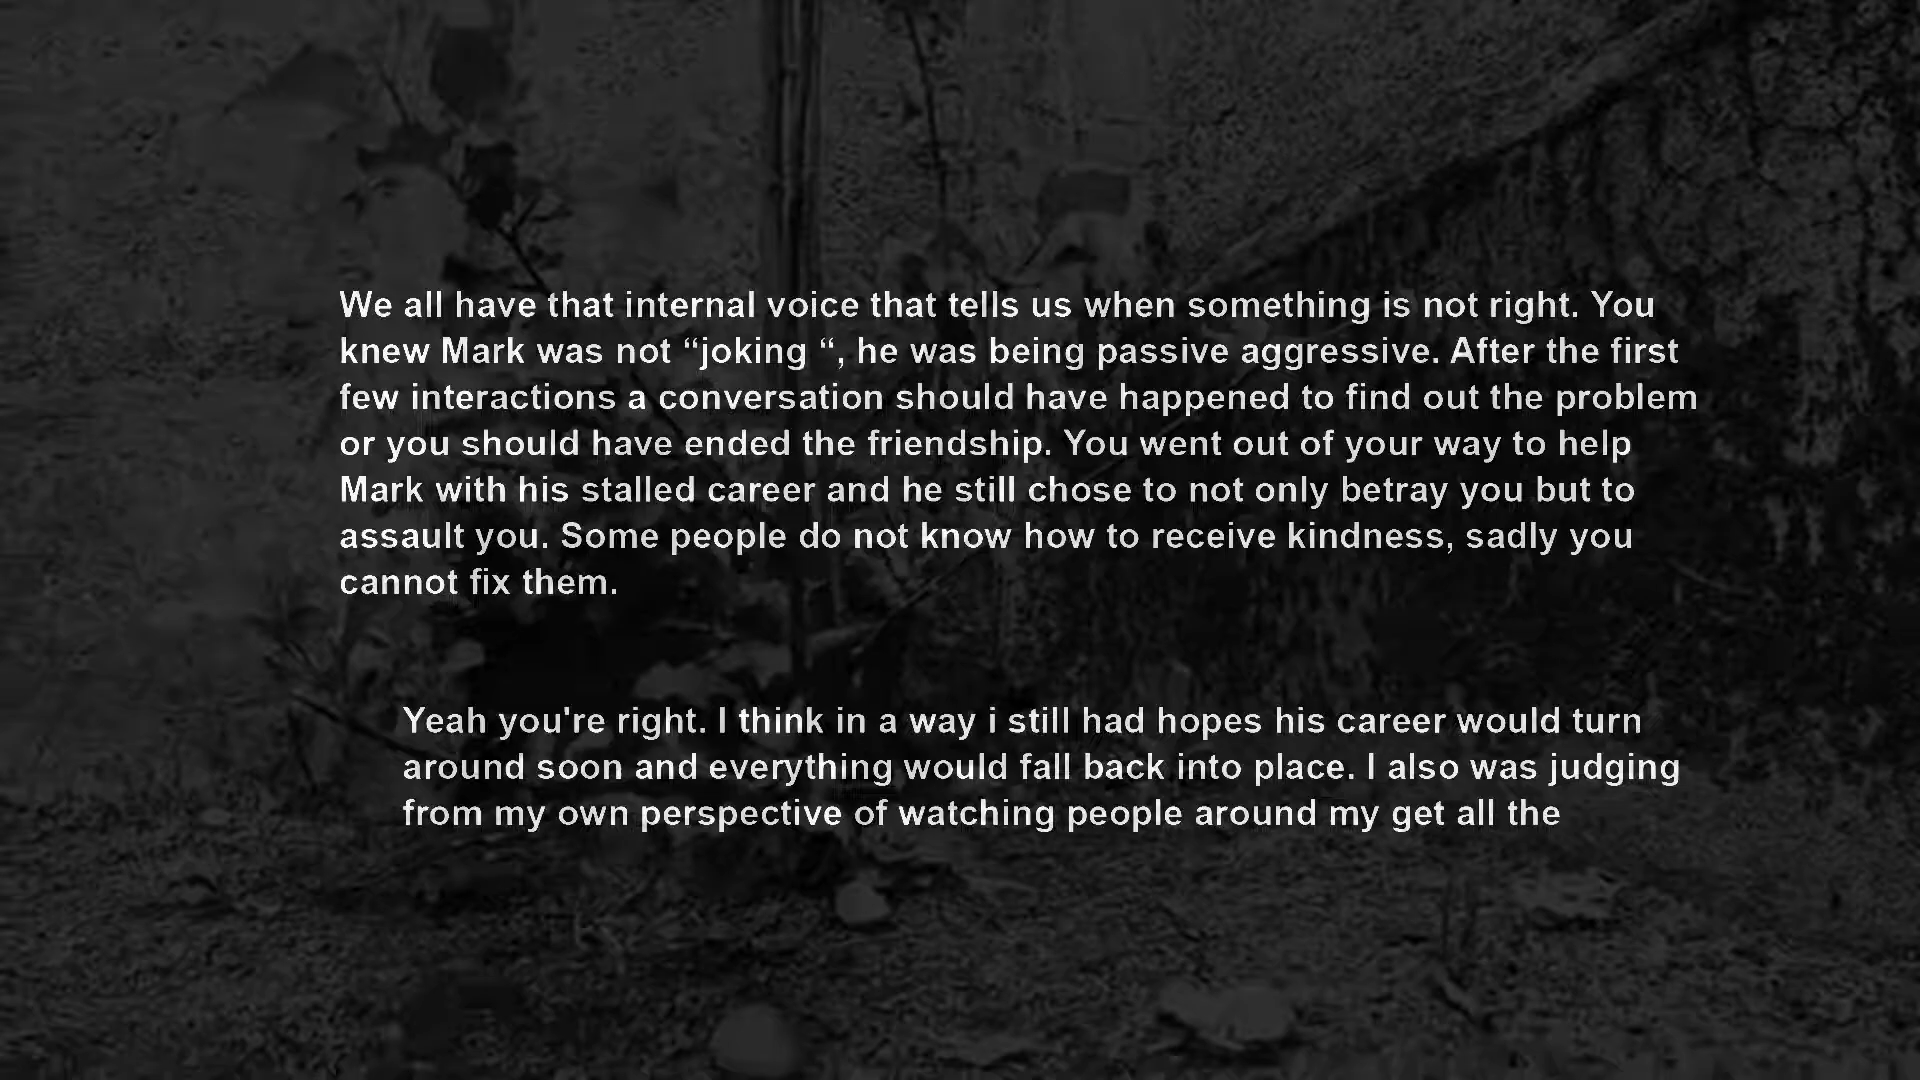 We all have that internal voice that tells us when something is not right. You
knew Mark was not “joking “, he was being passive aggressive. After the first
few interactions a conversation should have happened to find out the problem
or you should have ended the friendship. You went out of your way to help
Mark with his stalled career and he still chose to not only betray you but to
assault you. Some people do not know how to receive kindness, sadly you
cannot fix them.
Yeah you're right. I think in a way i still had hopes his career would turn
around soon and everything would fall back into place. I also was judging
from my own perspective of watching people around my get all the